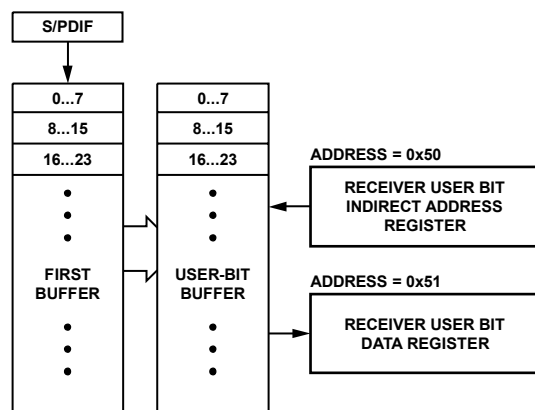 S/PDIF
0...7
8...15
16...23
FIRST
BUFFER
0...7
8...15
16...23
USER-BIT
BUFFER
ADDRESS = 0x50
RECEIVER USER BIT
INDIRECT ADDRESS
REGISTER
ADDRESS = 0x51
RECEIVER USER BIT
DATA REGISTER